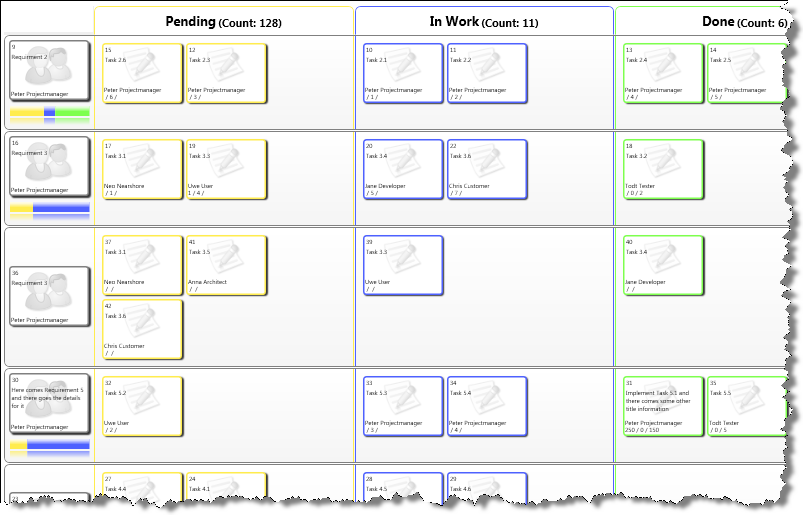 Pending (Count: 128)
In Work (Count: 11)
Done (Count: 6)
9
Requirment 2
Peter Projectmanager
15
Task 2.6
Peter Projectmanager
/ 6 /
12
Task 2.3
Peter Projectmanager
/ 3 /
10
Task 2.1
Peter Projectmanager
/ 1 /
11
Task 2.2
Peter Projectmanager
/ 2 /
13
Task 2.4
Peter Projectmanager
/ 4 /
14
Task 2.5
Peter Projectmanager
/ 5 /
16
Requirment 3
Peter Projectmanager
17
Task 3.1
Neo Nearshore
/ 1 /
19
Task 3.3
Uwe User
1 / 4 /
20
Task 3.4
Jane Developer
/ 5 /
22
Task 3.6
Chris Customer
/ 7 /
18
Task 3.2
Todt Tester
/ 0 / 2
36
Requirment 3
Peter Projectmanager
37
Task 3.1
Neo Nearshore
/ /
41
Task 3.5
Anna Architect
/ /
42
Task 3.6
Chris Customer
/ /
39
Task 3.3
Uwe User
/ /
40
Task 3.4
Jane Developer
/ /
30
Here comes Requirement 5
and there goes the details
for it
Peter Projectmanager
32
Task 5.2
Uwe User
/ 2 /
33
Task 5.3
Peter Projectmanager
/ 3 /
34
Task 5.4
Peter Projectmanager
/ 4 /
31
Implement Task 5.1 and
there comes some other
title information
Peter Projectmanager
250 / 0 / 150
35
Task 5.5
Todt Tester
/ 0 / 5
27
Task 4.4
24
Task 4.1
28
Task 4.5
29
Task 4.6